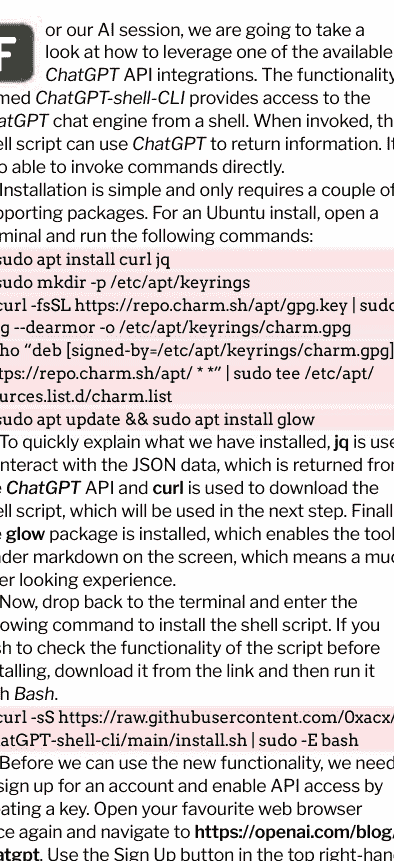 F or our AI session, we are going to take a
look at how to leverage one of the available
ChatGPT API integrations. The functionality
med ChatGPT-shell-CLI provides access to the
atGPT chat engine from a shell. When invoked, th
ell script can use ChatGPT to return information. It
o able to invoke commands directly.
Installation is simple and only requires a couple of
pporting packages. For an Ubuntu install, open a
minal and run the following commands:
sudo apt install curl jq
sudo mkdir -p /etc/apt/keyrings
curl -fsSL https://repo.charm.sh/apt/gpg.key | sudo
g --dearmor -o /etc/apt/keyrings/charm.gpg
ho “deb [signed-by=/etc/apt/keyrings/charm.gpg]
tps://repo.charm.sh/apt/ * *” | sudo tee /etc/apt/
urces.list.d/charm.list
sudo apt update && sudo apt install glow
To quickly explain what we have installed, jq is use
nteract with the JSON data, which is returned fro
e ChatGPT API and curl is used to download the
ell script, which will be used in the next step. Finall
e glow package is installed, which enables the tool
nder markdown on the screen, which means a muc
er looking experience.
Now, drop back to the terminal and enter the
owing command to install the shell script. If you
sh to check the functionality of the script before
talling, download it from the link and then run it
h Bash.
curl -sS https://raw.githubusercontent.com/0xacx/
atGPT-shell-cli/main/install.sh | sudo -E bash
Before we can use the new functionality, we need
sign up for an account and enable API access by
ating a key. Open your favourite web browser
ce again and navigate to https://openai.com/blog/
atgpt. Use the Sign Up button in the top right-hand